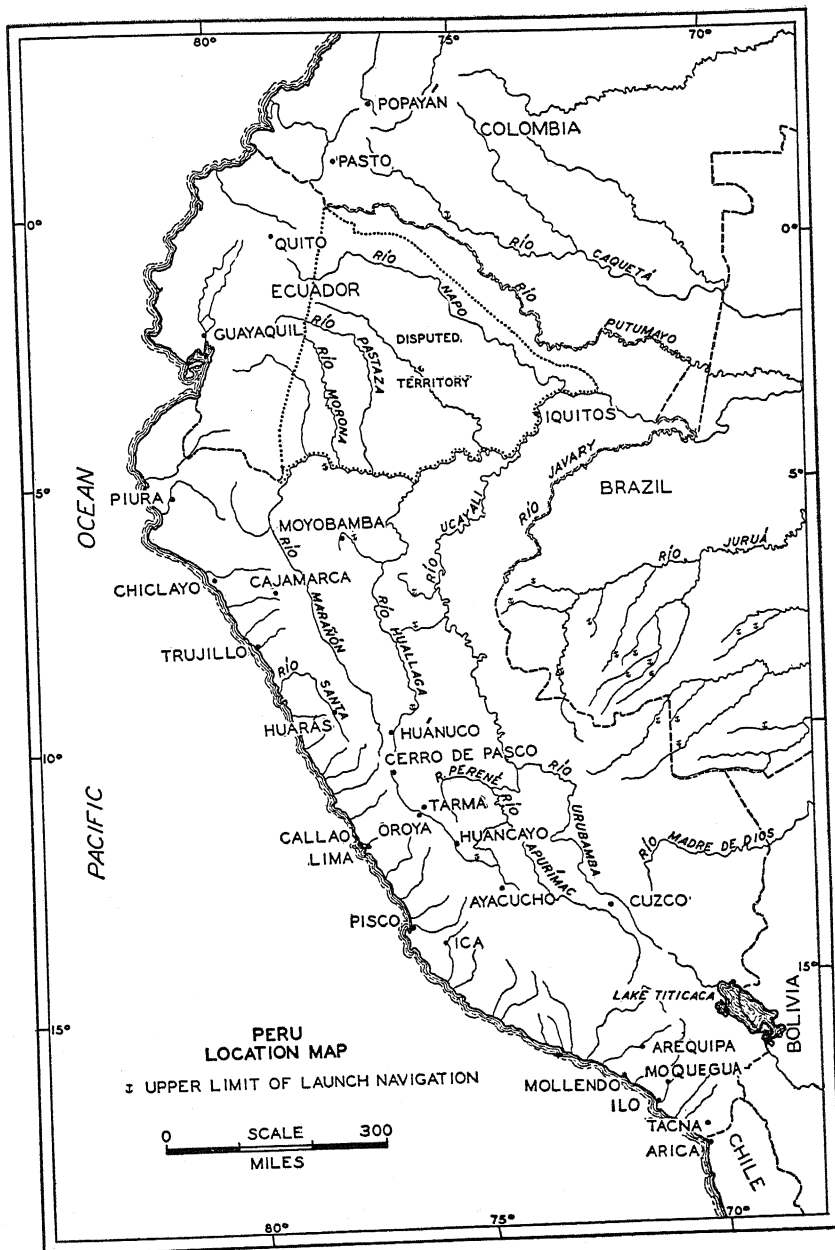 80°
75°
70°
POPAYÁN
COLOMBIA
PASTO
0°
0°
QUITO
RÍO
CAQUETÁ
RÍO
ECUADOR
RÍO
NAPO
PUTUMAYO
GUAYAQUIL
RÍO
PASTAZA
DISPUTED
TERRITORY
RÍO
MORONA
IQUITOS
JAVARY
RÍO
BRAZIL
5°
5°
PIURA
OCEAN
UCAYALI
RÍO
MOYOBAMBA
RÍO
MARAÑÓN
RÍO
JURUÁ
CHICLAYO
CAJAMARCA
RÍO
HUALLAGA
TRUJILLO
RÍO
SANTA
HUARÁS
HUÁNUCO
10°
CERRO DE PASCO
R. PERENÉ
RÍO
URUBAMBA
TARMA
RÍO
APURÍMAC
OROYA
HUANCAYO
RÍO
MADRE DE DIOS
CALLAO
LIMA
PACIFIC
AYACUCHO
CUZCO
PISCO
ICA
15°
LAKE TITICACA
BOLIVIA
15°
PERU
LOCATION MAP
UPPER LIMIT OF LAUNCH NAVIGATION
AREQUIPA
MOQUEGUA
MOLLENDO
ILO
TACNA
ARICA
CHILE
0 SCALE 300
MILES
80°
75°
70°